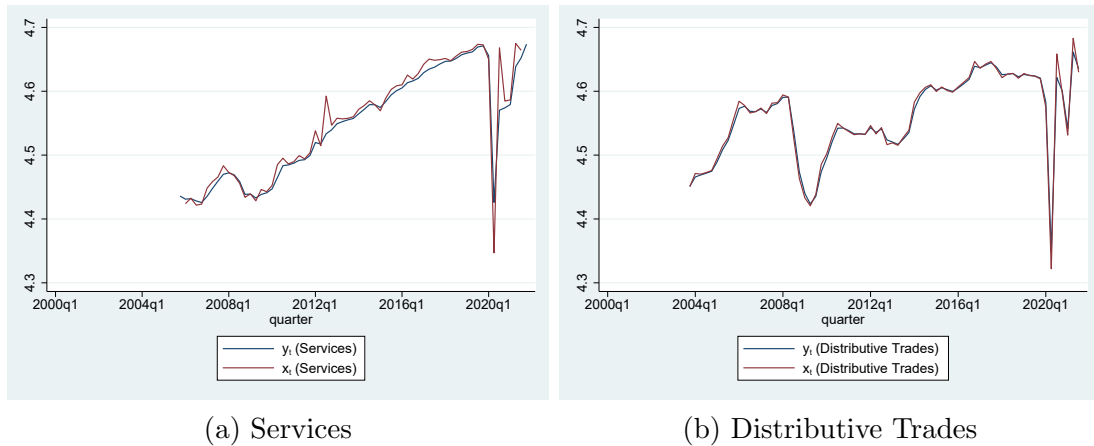 4.7
4.6
4.5
4.4
4.3
2000q1 2004q1 2008q1 2012q1 2016q1 2020q1
quarter
yₜ (Services)
xₜ (Services)
(a) Services
4.7
4.6
4.5
4.4
4.3
2000q1 2004q1 2008q1 2012q1 2016q1 2020q1
quarter
yₜ (Distributive Trades)
xₜ (Distributive Trades)
(b) Distributive Trades